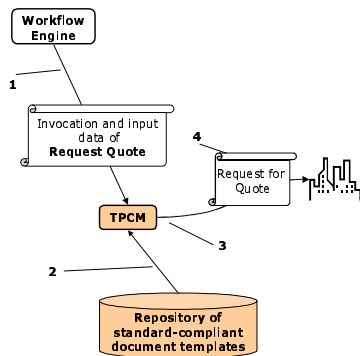 Workflow
Engine
1
Invocation and input
data of
Request Quote
4
Request for
Quote
TPCM
3
2
Repository of
standard-compliant
document templates